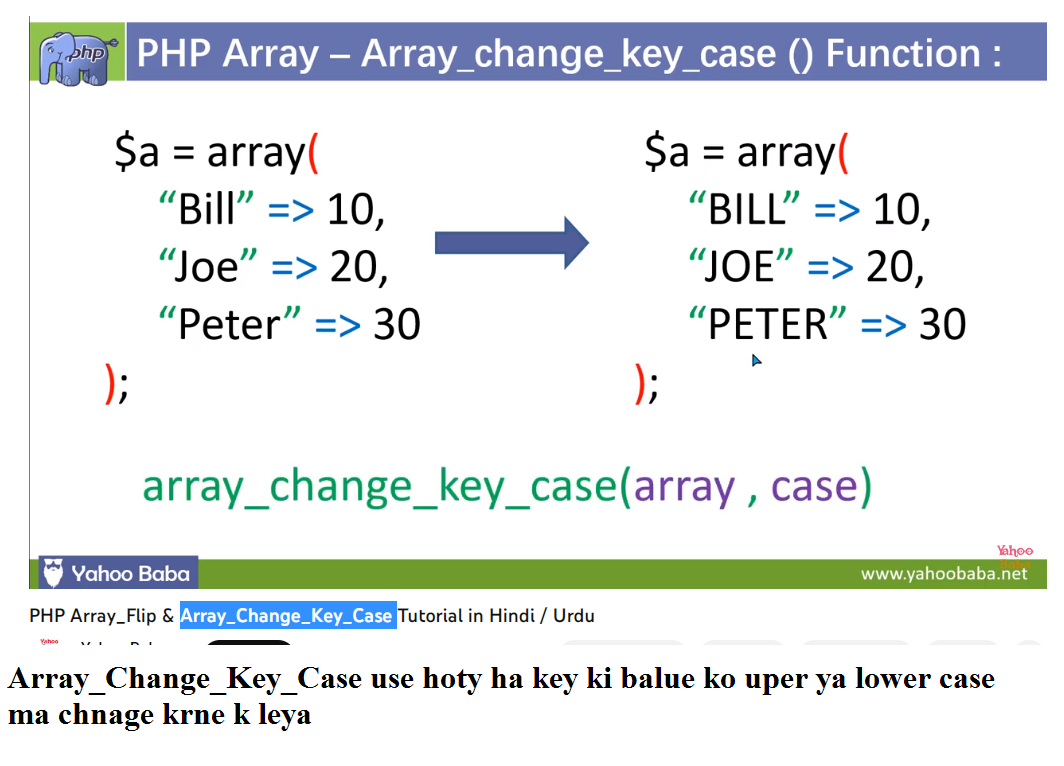 php
PHP Array – Array_change_key_case () Function :
$a = array(
“Bill” => 10,
“Joe” => 20,
“Peter” => 30
);
$a = array(
“BILL” => 10,
“JOE” => 20,
“PETER” => 30
);
array_change_key_case(array , case)
Yahoo
Baba
Yahoo Baba
www.yahoobaba.net
PHP Array_Flip & Array_Change_Key_Case Tutorial in Hindi / Urdu
Yahoo
Array_Change_Key_Case use hoty ha key ki balue ko uper ya lower case
ma chnage krne k leya